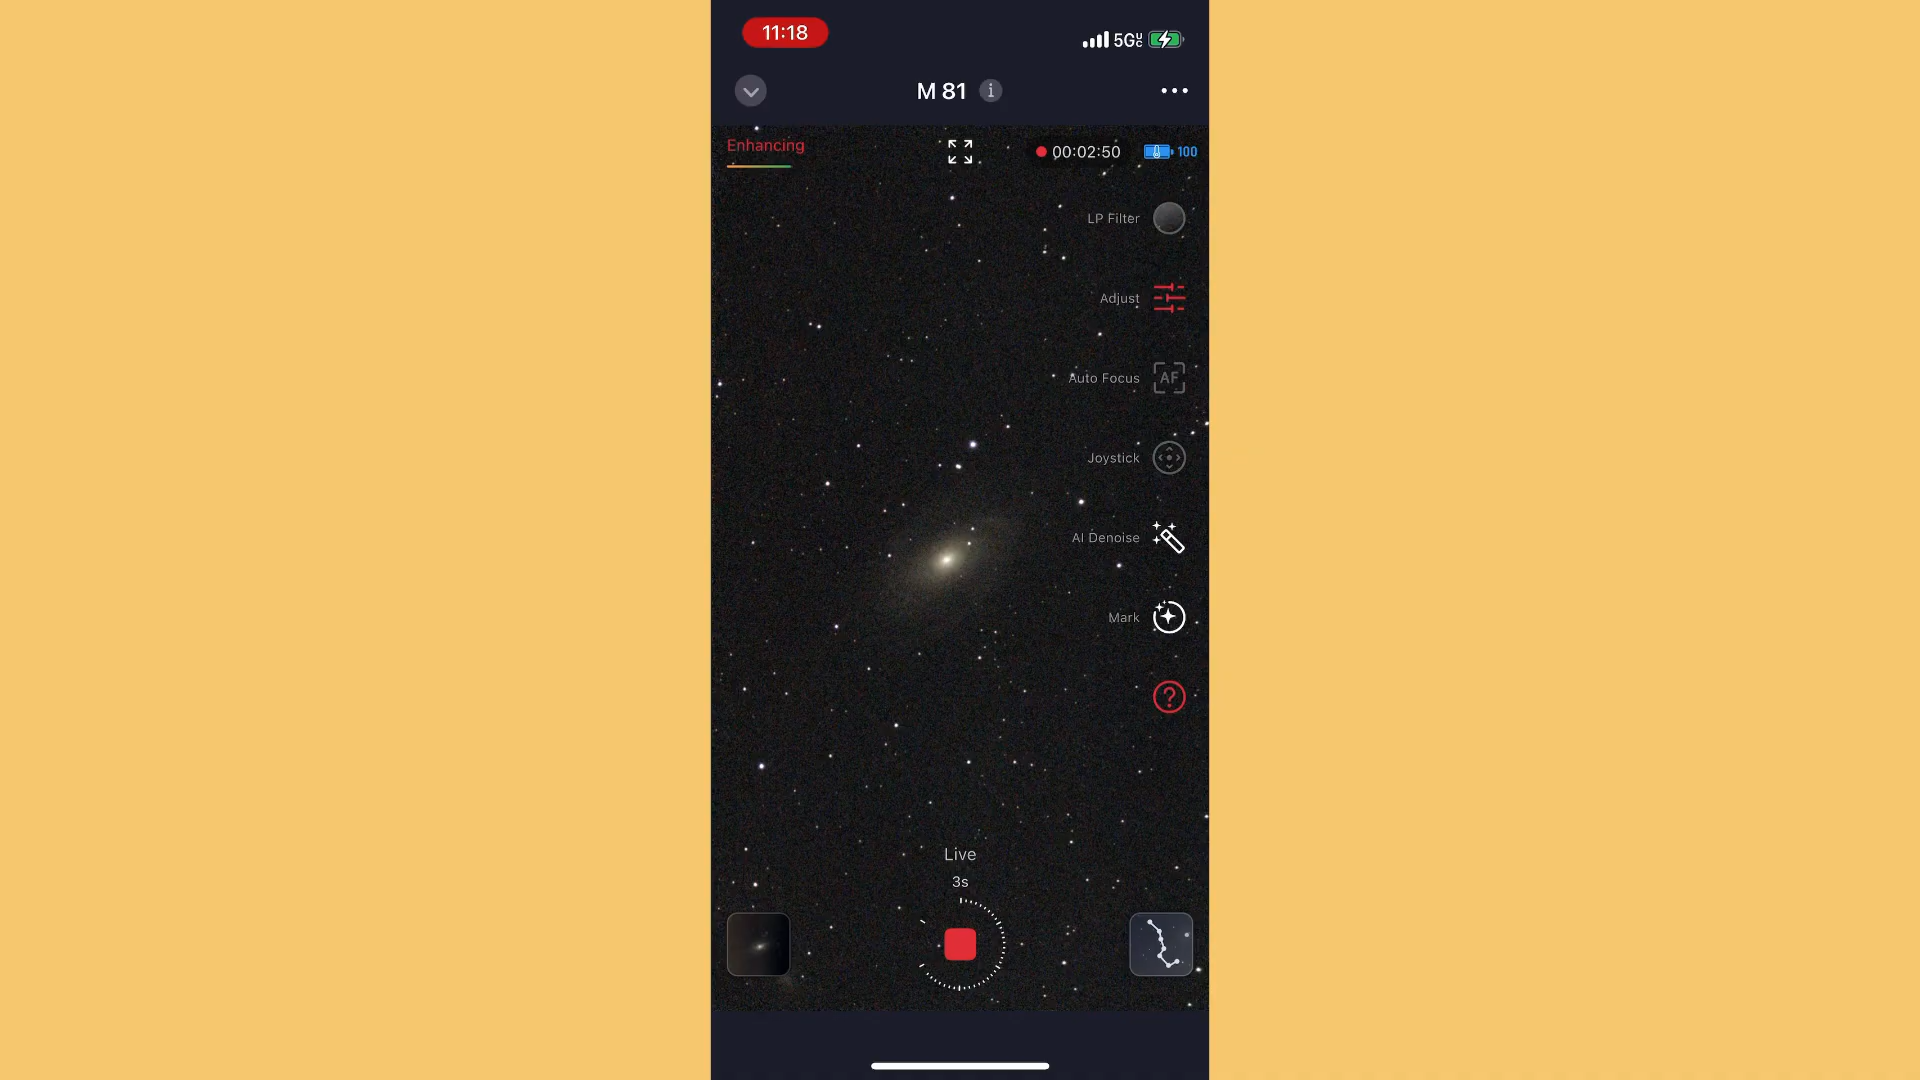 11:18
5G UC
M 81
Enhancing
00:02:50
100
LP Filter
Adjust
Auto Focus
AF
Joystick
AI Denoise
Mark
Live
3s